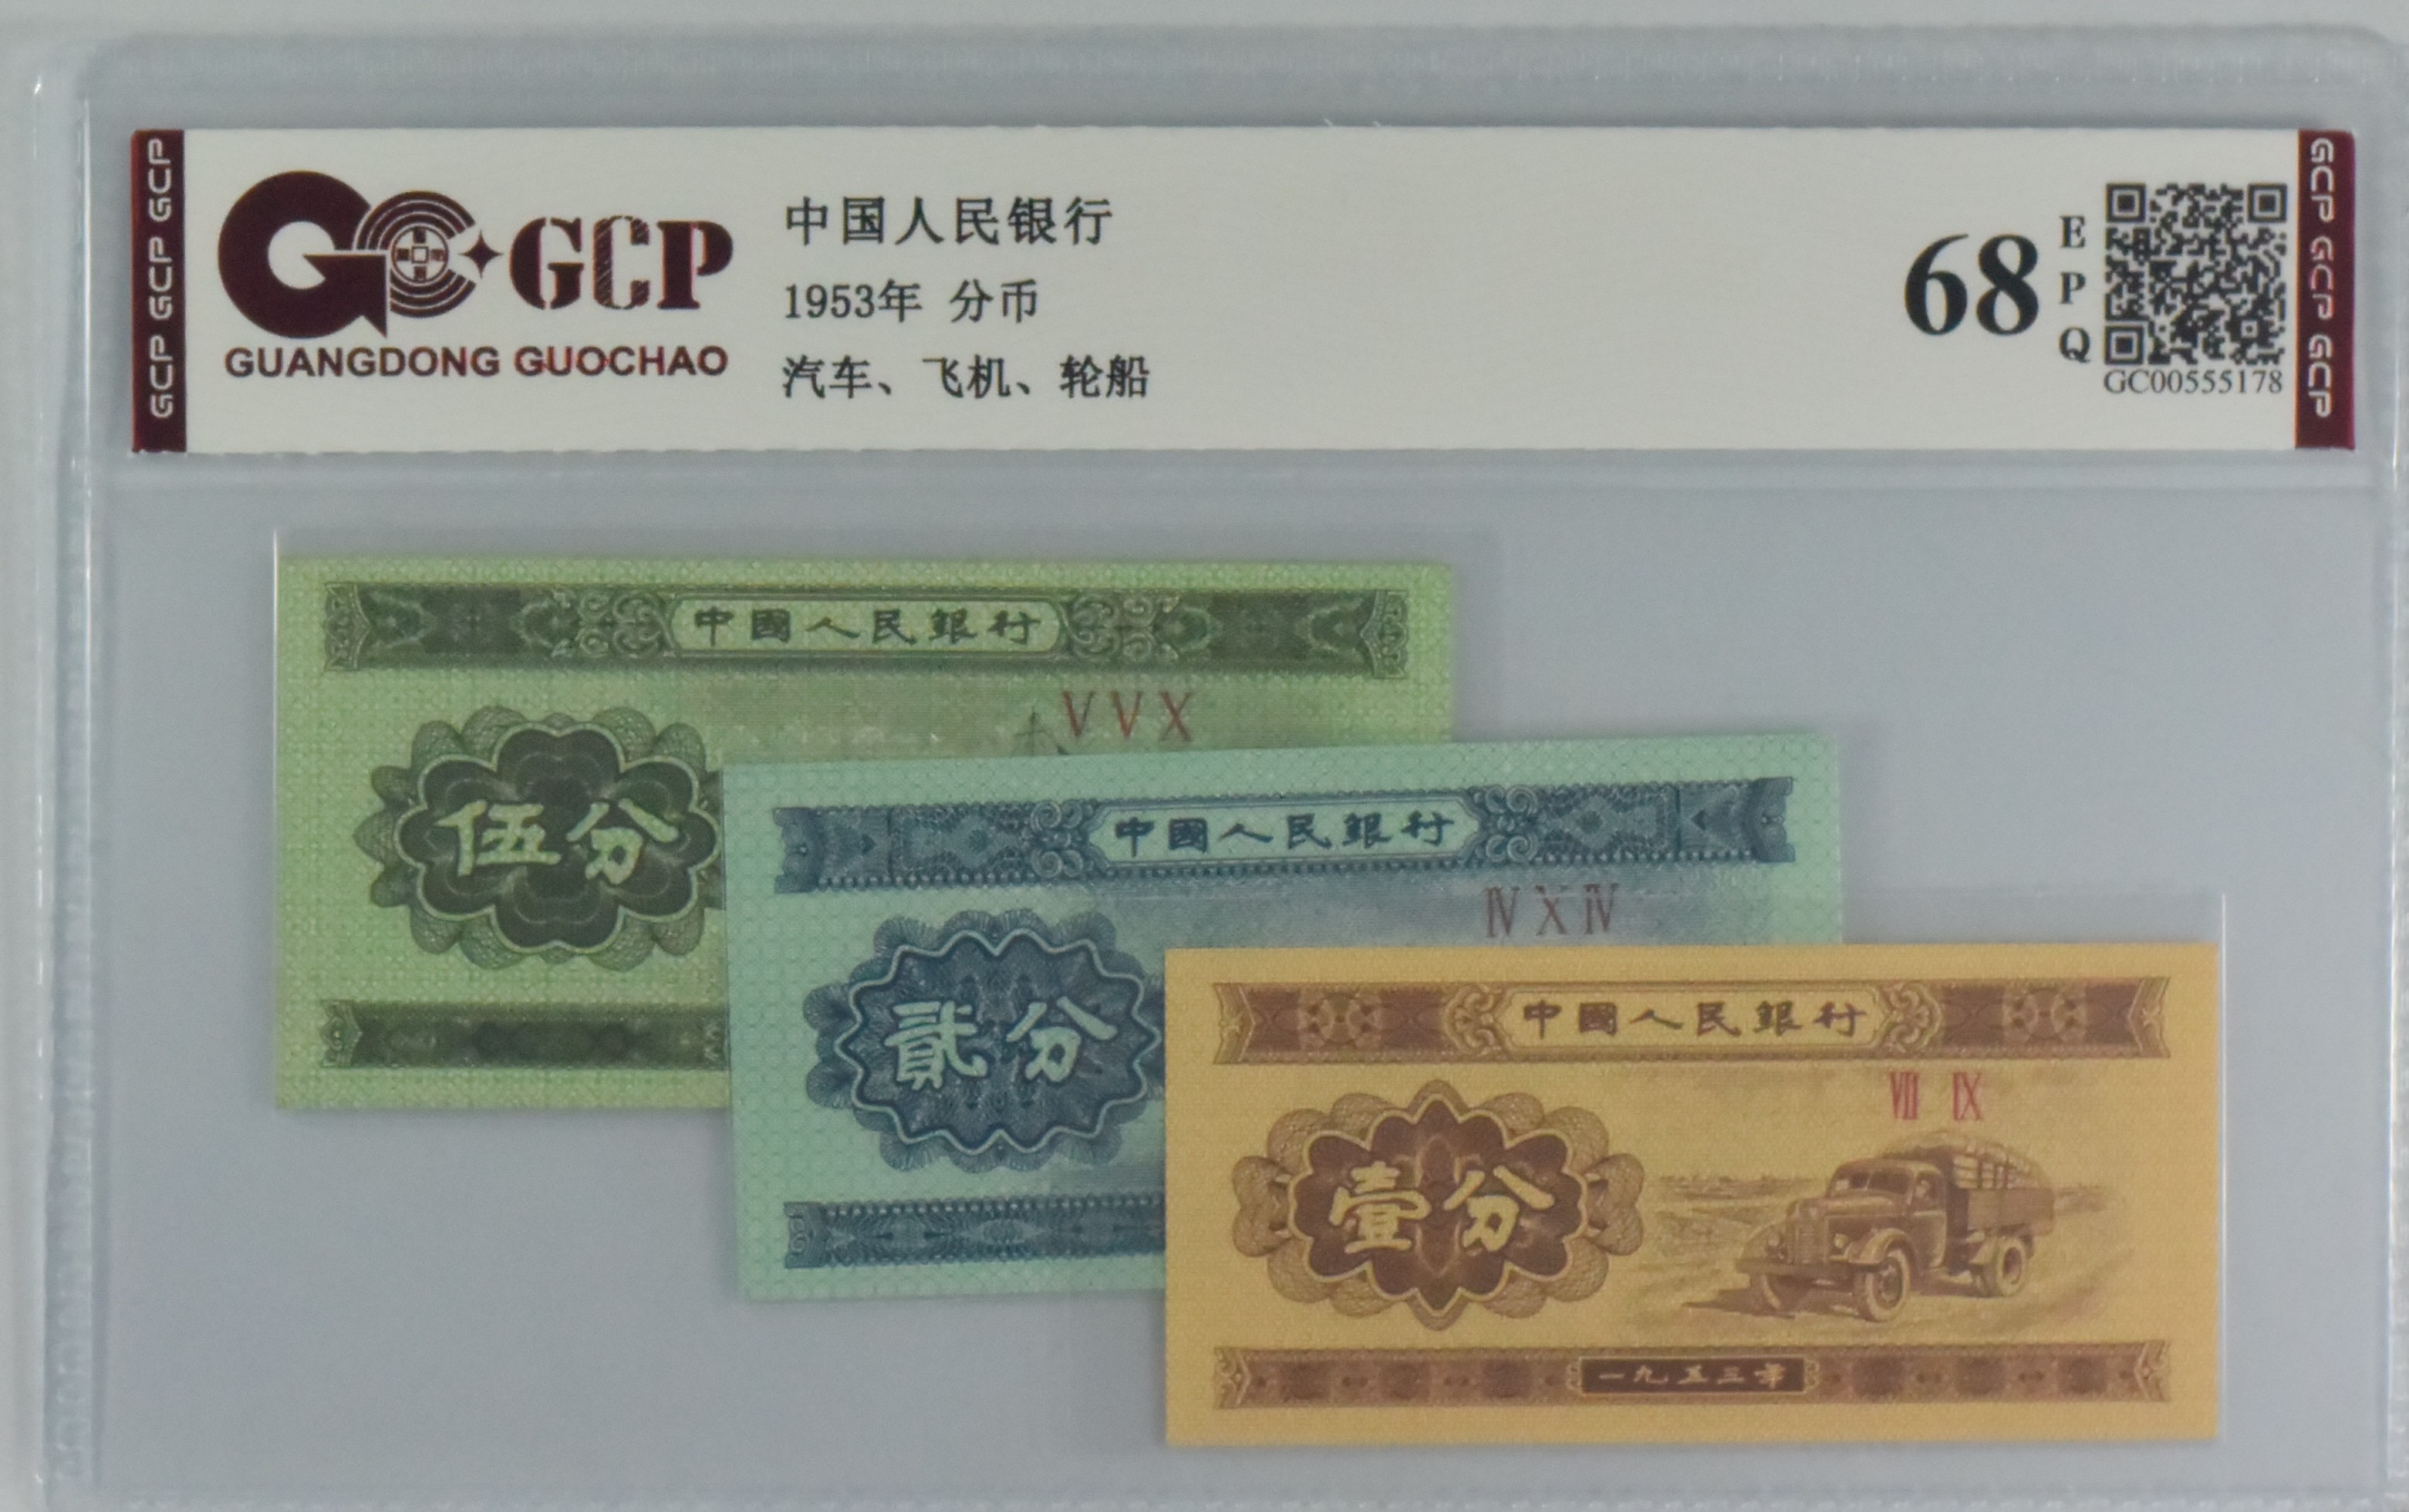 GCP GCP GCP
GCP
GUANGDONG GUOCHAO
中国人民银行
1953年 分币
汽车、飞机、轮船
68
E
P
Q
GC00555178
GCP GCP GCP
中國人民銀行
V V X
伍分
中國人民銀行
Ⅳ X Ⅳ
貳分
中國人民銀行
Ⅶ Ⅸ
壹分
一九五三年